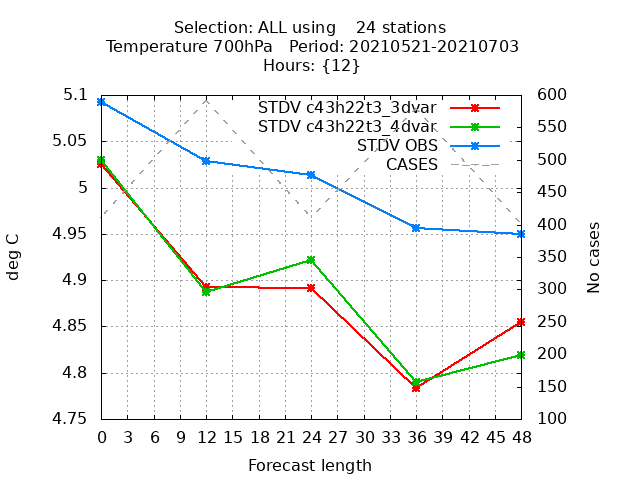 Selection: ALL using    24 stations
Temperature 700hPa   Period: 20210521-20210703
Hours: {12}
STDV c43h22t3_3dvar
STDV c43h22t3_4dvar
STDV OBS
CASES
5.1
5.05
5
4.95
4.9
4.85
4.8
4.75
deg C
600
550
500
450
400
350
300
250
200
150
100
No cases
0 3 6 9 12 15 18 21 24 27 30 33 36 39 42 45 48
Forecast length